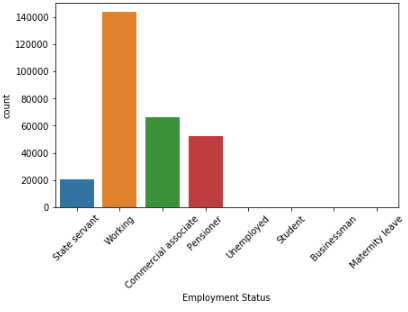 140000
120000
100000
80000
60000
40000
20000
0
count
State servant
Working
Commercial associate
Pensioner
Unemployed
Student
Businessman
Maternity leave
Employment Status